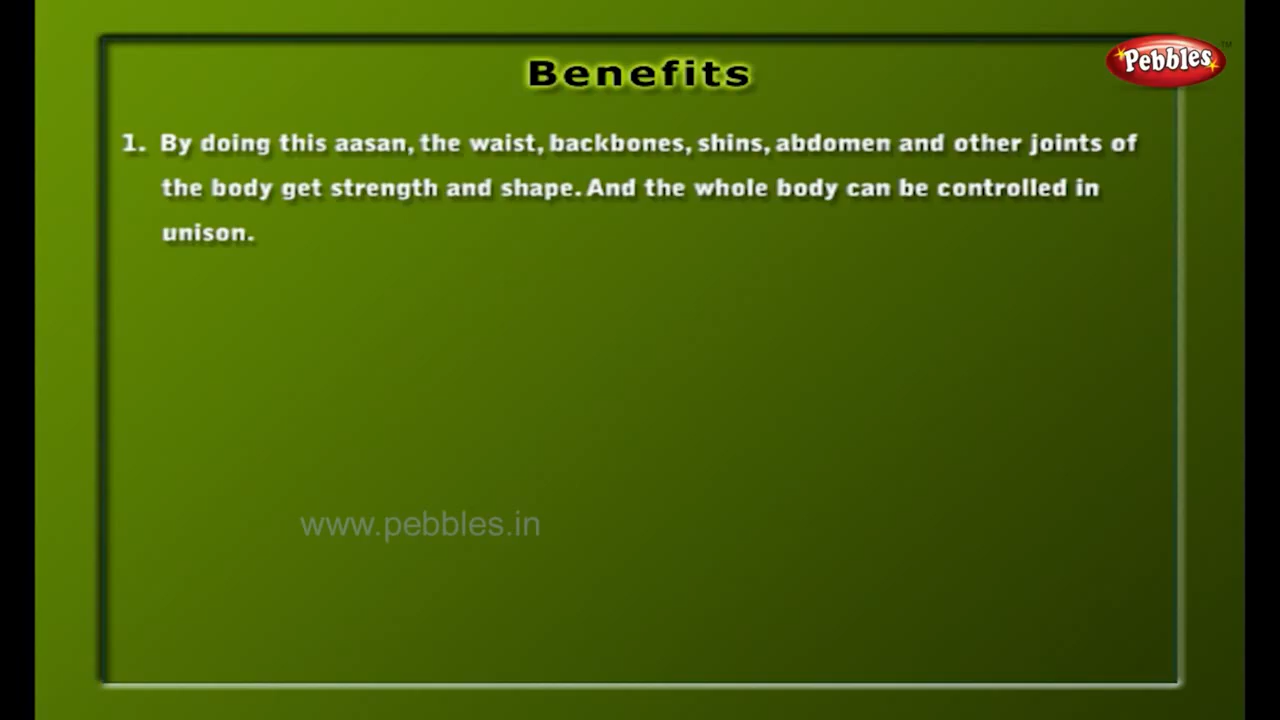 Benefits
Pebbles™
1. By doing this aasan, the waist, backbones, shins, abdomen and other joints of
the body get strength and shape. And the whole body can be controlled in
unison.
www.pebbles.in